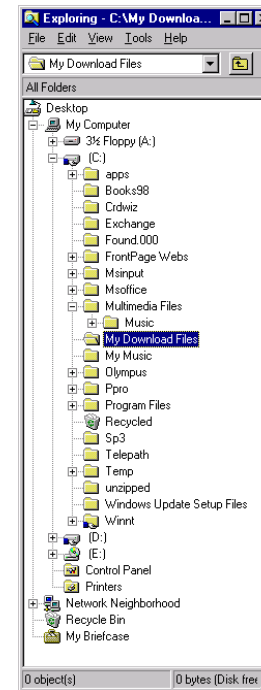 Exploring - C:\My Downloa...
File Edit View Tools Help
My Download Files
All Folders
Desktop
My Computer
3½ Floppy (A:)
(C:)
apps
Books98
Crdwiz
Exchange
Found.000
FrontPage Webs
Msinput
Msoffice
Multimedia Files
Music
My Download Files
My Music
Olympus
Ppro
Program Files
Recycled
Sp3
Telepath
Temp
unzipped
Windows Update Setup Files
Winnt
(D:)
(E:)
Control Panel
Printers
Network Neighborhood
Recycle Bin
My Briefcase
0 object(s) 0 bytes (Disk free